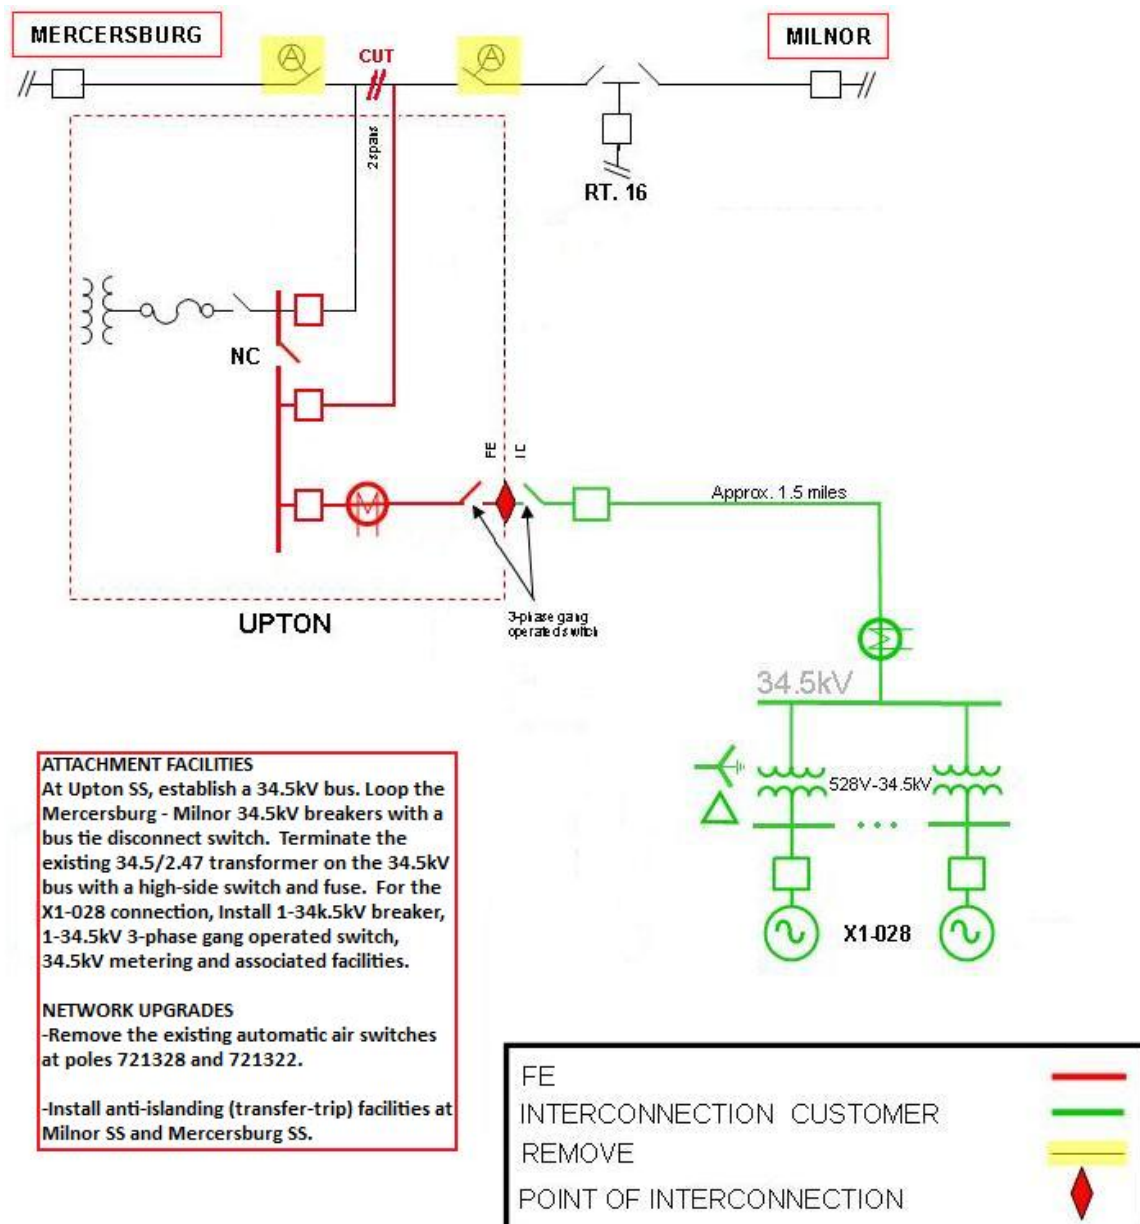 MERCERSBURG
MILNOR
A
CUT
A
2 spans
RT. 16
NC
FE
IC
M
Approx. 1.5 miles
UPTON
3-phase gang
operated switch
M
34.5kV
528V-34.5kV
X1-028
ATTACHMENT FACILITIES
At Upton SS, establish a 34.5kV bus. Loop the
Mercersburg - Milnor 34.5kV breakers with a
bus tie disconnect switch.  Terminate the
existing 34.5/2.47 transformer on the 34.5kV
bus with a high-side switch and fuse.  For the
X1-028 connection, Install 1-34k.5kV breaker,
1-34.5kV 3-phase gang operated switch,
34.5kV metering and associated facilities.
NETWORK UPGRADES
-Remove the existing automatic air switches
at poles 721328 and 721322.
-Install anti-islanding (transfer-trip) facilities at
Milnor SS and Mercersburg SS.
FE
INTERCONNECTION CUSTOMER
REMOVE
POINT OF INTERCONNECTION